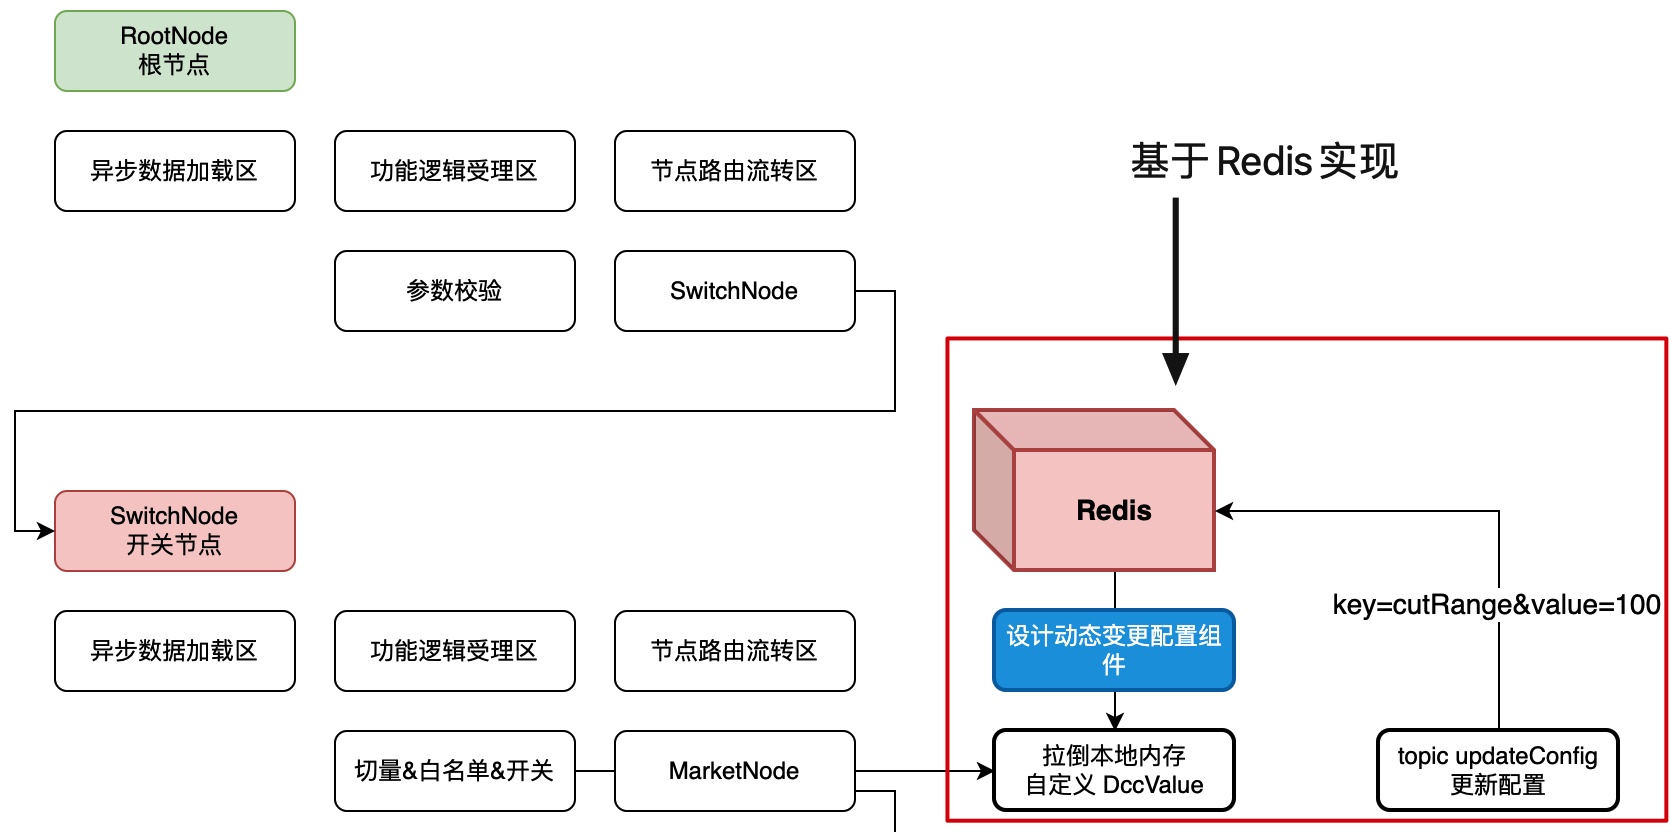 RootNode
根节点
异步数据加载区
功能逻辑受理区
节点路由流转区
基于 Redis 实现
参数校验
SwitchNode
SwitchNode
开关节点
Redis
key=cutRange&value=100
异步数据加载区
功能逻辑受理区
节点路由流转区
设计动态变更配置组
件
切量&白名单&开关
MarketNode
拉倒本地内存
自定义 DccValue
topic updateConfig
更新配置